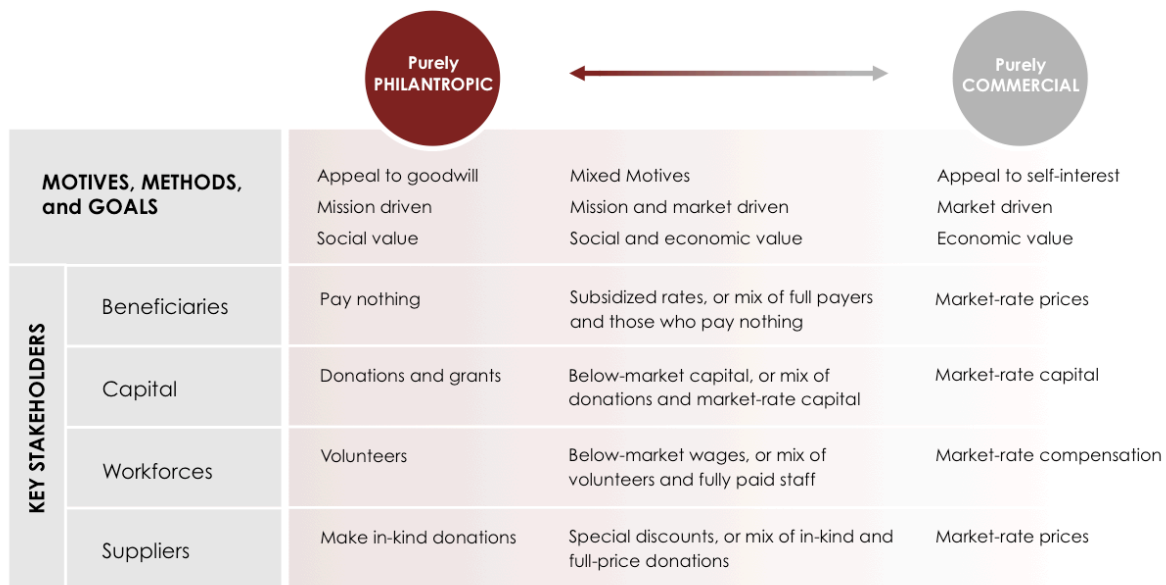 Purely
PHILANTROPIC
Purely
COMMERCIAL
MOTIVES, METHODS,
and GOALS
Appeal to goodwill
Mission driven
Social value
Mixed Motives
Mission and market driven
Social and economic value
Appeal to self-interest
Market driven
Economic value
KEY STAKEHOLDERS
Beneficiaries
Pay nothing
Subsidized rates, or mix of full payers
and those who pay nothing
Market-rate prices
Capital
Donations and grants
Below-market capital, or mix of
donations and market-rate capital
Market-rate capital
Workforces
Volunteers
Below-market wages, or mix of
volunteers and fully paid staff
Market-rate compensation
Suppliers
Make in-kind donations
Special discounts, or mix of in-kind and
full-price donations
Market-rate prices